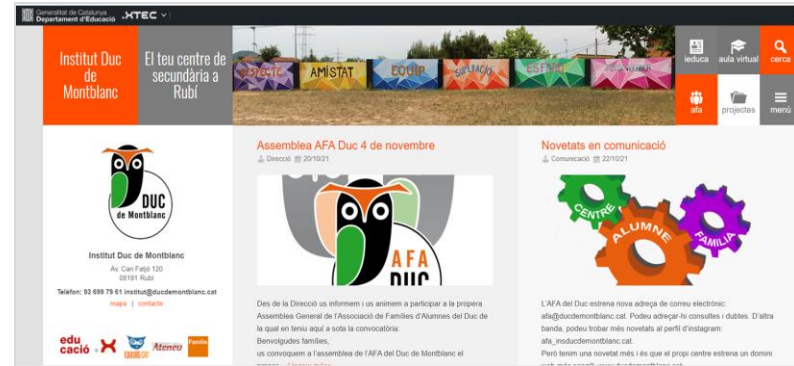 Generalitat de Catalunya
Departament d'Educació
XTEC
Institut Duc
de
Montblanc
El teu centre de
secundària a
Rubí
RESPECTE
AMISTAT
EQUIP
SUPERACIÓ
ESFORÇ
ieduca
aula virtual
cerca
afa
projectes
menú
DUC
de Montblanc
Institut Duc de Montblanc
Av. Can Fatjó 120
08191 Rubí
Telèfon: 93 699 79 61 institut@ducdemontblanc.cat
mapa | contacte
edu
cació
EDUCAC.CAT
Ateneu
Família
Assemblea AFA Duc 4 de novembre
Direcció 20/10/21
AFA
DUC
Des de la Direcció us informem i us animem a participar a la propera
Assemblea General de l'Associació de Famílies d'Alumnes del Duc de
la qual en teniu aquí a sota la convocatòria:
Benvolgudes famílies,
us convoquem a l'assemblea de l'AFA del Duc de Montblanc el
Novetats en comunicació
Comunicació 22/10/21
CENTRE
ALUMNE
FAMILIA
L'AFA del Duc estrena nova adreça de correu electrònic:
afa@ducdemontblanc.cat. Podeu adreçar-hi consultes i dubtes. D'altra
banda, podeu trobar més novetats al perfil d'instagram:
afa_insducdemontblanc.cat.
Però tenim una novetat més i és que el propi centre estrena un domini